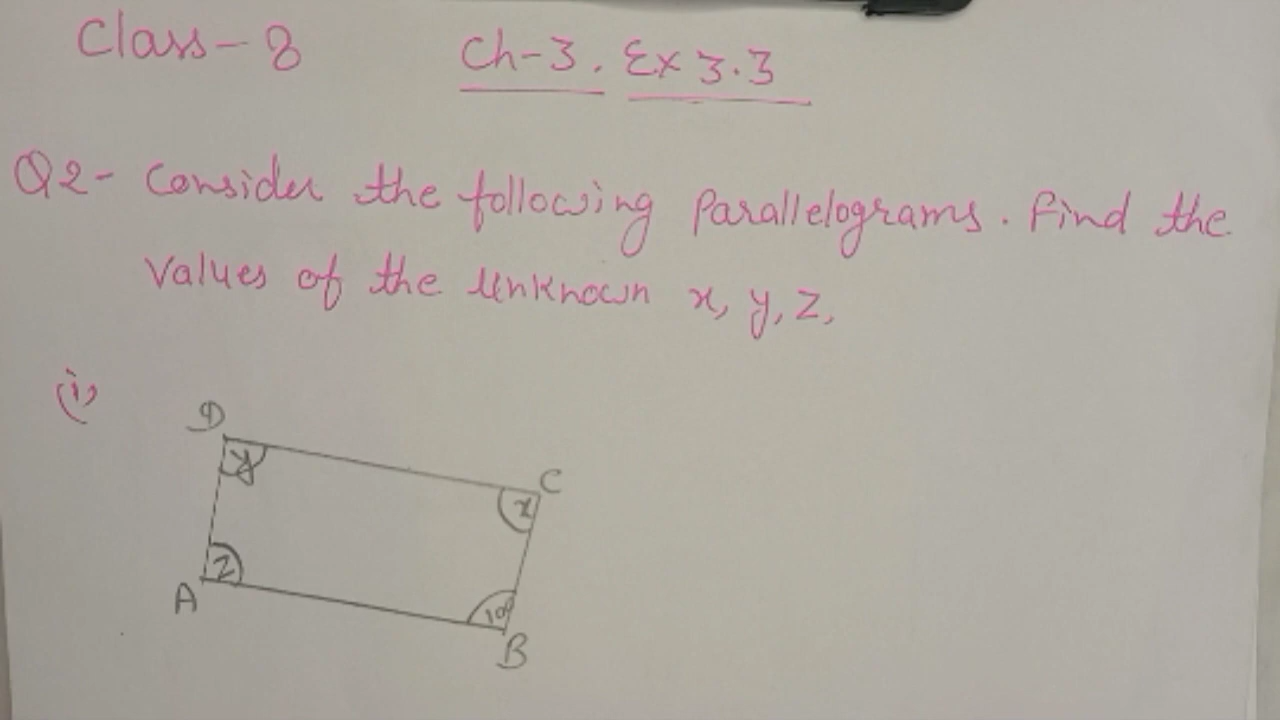 Class-8 Ch-3. Ex 3.3
Q2- Consider the following Parallelograms. Find the
Values of the unknown x, y, z,
(i)
D
y
C
x
z
A
100
B